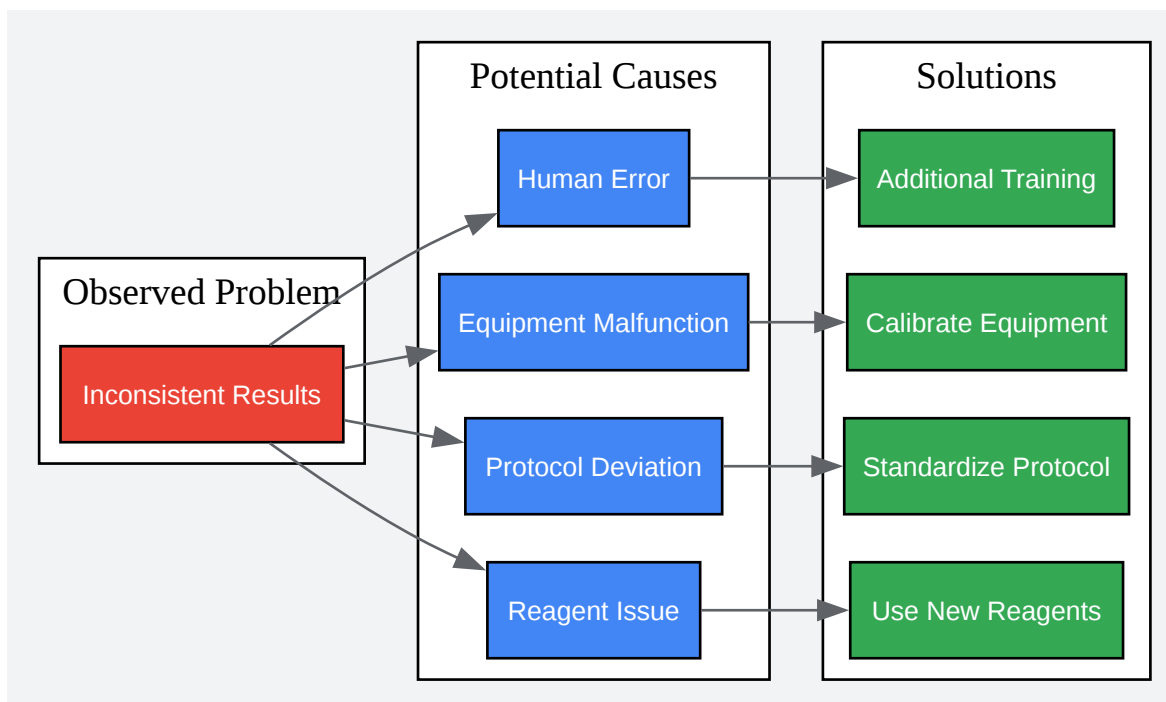 Observed Problem
Inconsistent Results
Potential Causes
Human Error
Equipment Malfunction
Protocol Deviation
Reagent Issue
Solutions
Additional Training
Calibrate Equipment
Standardize Protocol
Use New Reagents